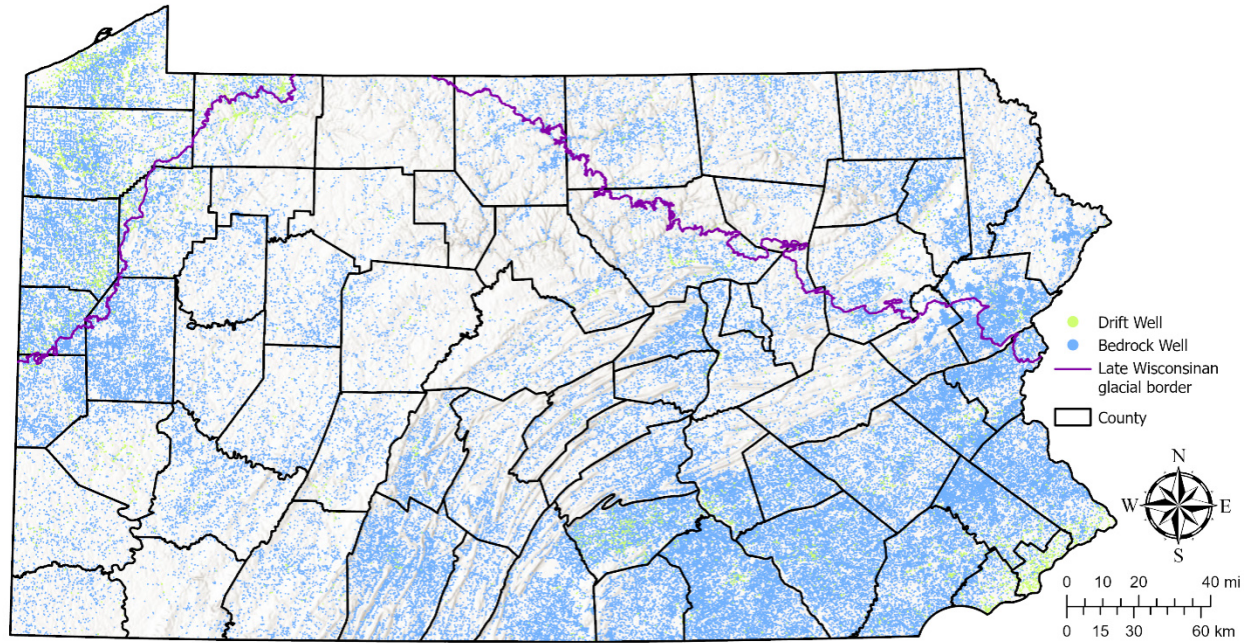 Drift Well
Bedrock Well
Late Wisconsinan
glacial border
County
N
W E
S
0 10 20 40 mi
0 15 30 60 km